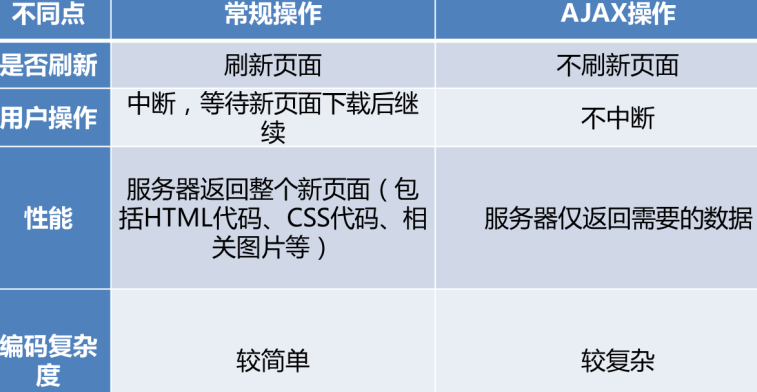 不同点 常规操作 AJAX操作
是否刷新 刷新页面 不刷新页面
用户操作 中断，等待新页面下载后继
续 不中断
性能 服务器返回整个新页面（包
括HTML代码、CSS代码、相
关图片等） 服务器仅返回需要的数据
编码复杂
度 较简单 较复杂